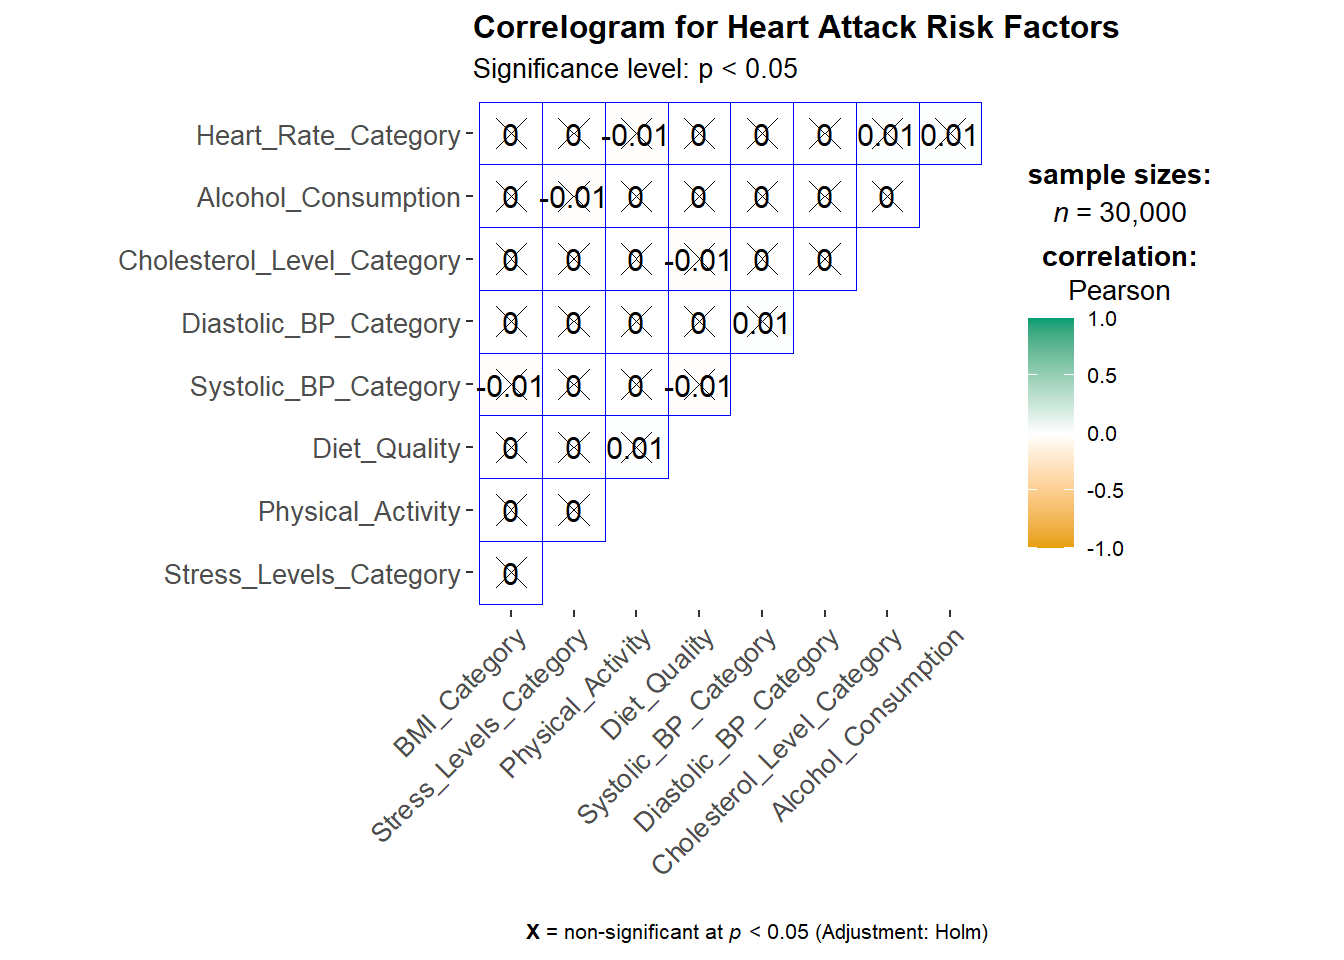 Correlogram for Heart Attack Risk Factors
Significance level: p < 0.05
Heart_Rate_Category 0 0 -0.01 0 0 0 0.01 0.01
Alcohol_Consumption 0 -0.01 0 0 0 0 0
Cholesterol_Level_Category 0 0 0 -0.01 0 0
Diastolic_BP_Category 0 0 0 0 0.01
Systolic_BP_Category -0.01 0 0 -0.01
Diet_Quality 0 0 0.01
Physical_Activity 0 0
Stress_Levels_Category 0
BMI_Category
Stress_Levels_Category
Physical_Activity
Diet_Quality
Systolic_BP_Category
Diastolic_BP_Category
Cholesterol_Level_Category
Alcohol_Consumption
sample sizes:
n = 30,000
correlation:
Pearson
1.0
0.5
0.0
-0.5
-1.0
X = non-significant at p < 0.05 (Adjustment: Holm)